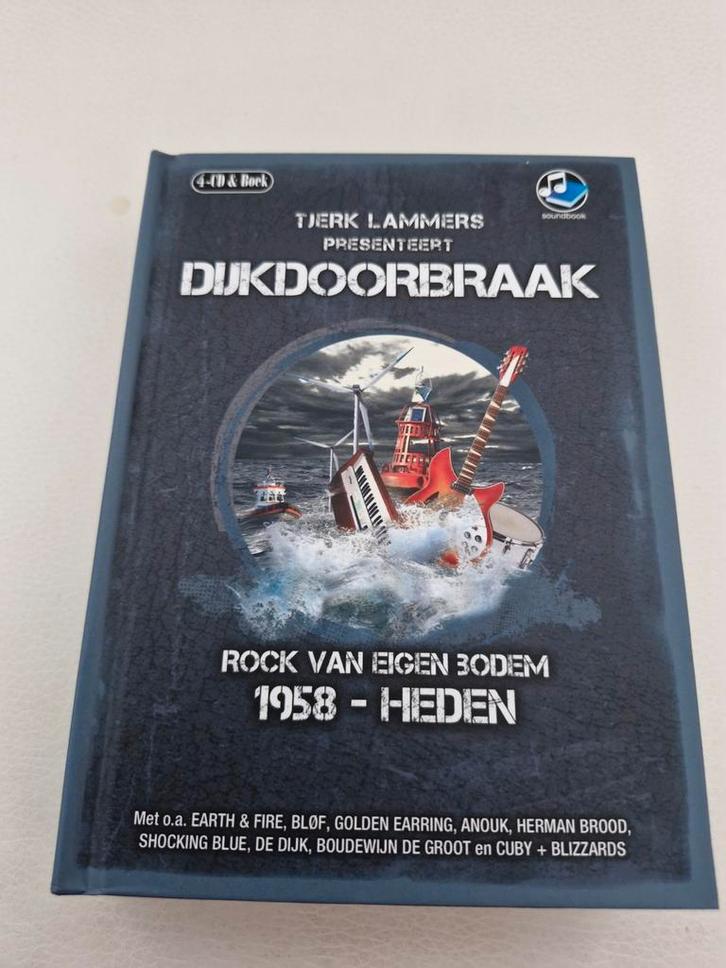 4-CD & Boek
soundbook
TJERK LAMMERS
PRESENTEERT
DIJKDOORBRAAK
ROCK VAN EIGEN BODEM
1958 - HEDEN
Met o.a. EARTH & FIRE, BLØF, GOLDEN EARRING, ANOUK, HERMAN BROOD,
SHOCKING BLUE, DE DIJK, BOUDEWIJN DE GROOT en CUBY + BLIZZARDS